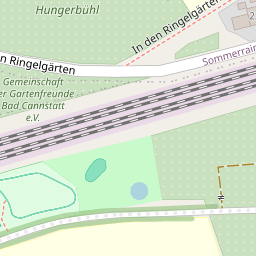 Hungerbühl
In den Ringelgärten
n Ringelgärten
Sommerrain
Gemeinschaft
er Gartenfreunde
Bad Cannstatt
e.V.